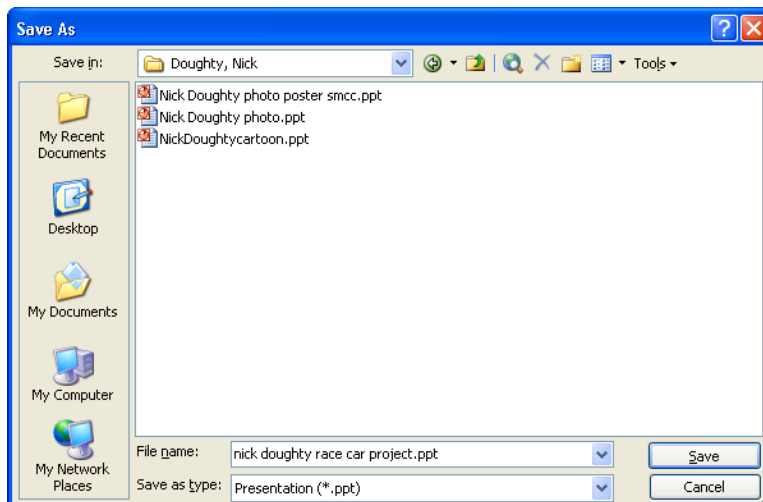 Save As
Save in:
Doughty, Nick
Tools
My Recent
Documents
Desktop
My Documents
My Computer
My Network
Places
Nick Doughty photo poster smcc.ppt
Nick Doughty photo.ppt
NickDoughtycartoon.ppt
File name:
nick doughty race car project.ppt
Save
Save as type:
Presentation (*.ppt)
Cancel